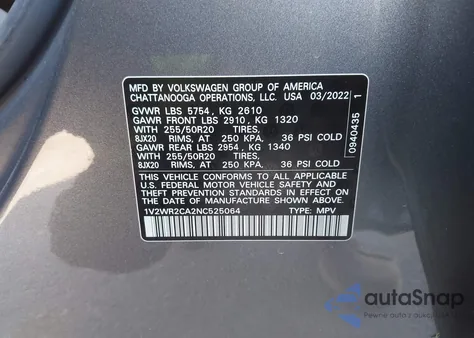 MFD. BY VOLKSWAGEN GROUP OF AMERICA
CHATTANOOGA OPERATIONS, LLC. USA 03/2022
GVWR LBS 5754, KG 2610
GAWR FRONT LBS 2910, KG 1320
WITH 255/50R20 TIRES,
8JX20 RIMS, AT 250 KPA, 36 PSI COLD
GAWR REAR LBS 2954, KG 1340
WITH 255/50R20 TIRES,
8JX20 RIMS, AT 250 KPA, 36 PSI COLD
THIS VEHICLE CONFORMS TO ALL APPLICABLE
U.S. FEDERAL MOTOR VEHICLE SAFETY AND
THEFT PREVENTION STANDARDS IN EFFECT ON THE
DATE OF MANUFACTURE SHOWN ABOVE
1V2WR2CA2NC525064 TYPE: MPV
0940435 1
autoSnap
Pewne auto z USA